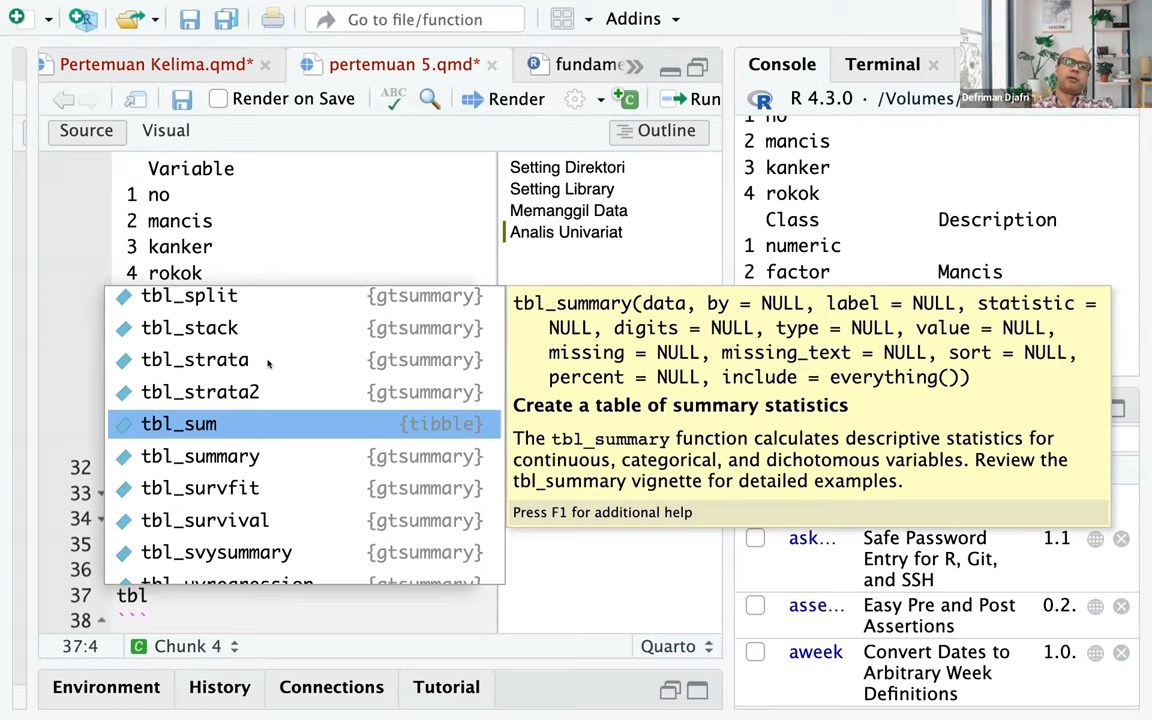 Go to file/function
Addins
Pertemuan Kelima.qmd*
pertemuan 5.qmd*
fundame
Render on Save
ABC
Render
Run
Source
Visual
Outline
Variable
1 no
2 mancis
3 kanker
4 rokok
Setting Direktori
Setting Library
Memanggil Data
Analis Univariat
tbl_split {gtsummary}
tbl_stack {gtsummary}
tbl_strata {gtsummary}
tbl_strata2 {gtsummary}
tbl_sum {tibble}
tbl_summary {gtsummary}
tbl_survfit {gtsummary}
tbl_survival {gtsummary}
tbl_svysummary {gtsummary}
tbl_uvregression {gtsummary}
tbl_summary(data, by = NULL, label = NULL, statistic =
NULL, digits = NULL, type = NULL, value = NULL,
missing = NULL, missing_text = NULL, sort = NULL,
percent = NULL, include = everything())
Create a table of summary statistics
The tbl_summary function calculates descriptive statistics for
continuous, categorical, and dichotomous variables. Review the
tbl_summary vignette for detailed examples.
Press F1 for additional help
32
33
34
35
36
37 tbl
38 ```
37:4
C Chunk 4
Quarto
Environment
History
Connections
Tutorial
Console
Terminal
R 4.3.0 · /Volumes/
Defriman Djafri
1 no
2 mancis
3 kanker
4 rokok
Class Description
1 numeric
2 factor Mancis
ask... Safe Password Entry for R, Git, and SSH 1.1
asse... Easy Pre and Post Assertions 0.2.
aweek Convert Dates to Arbitrary Week Definitions 1.0.